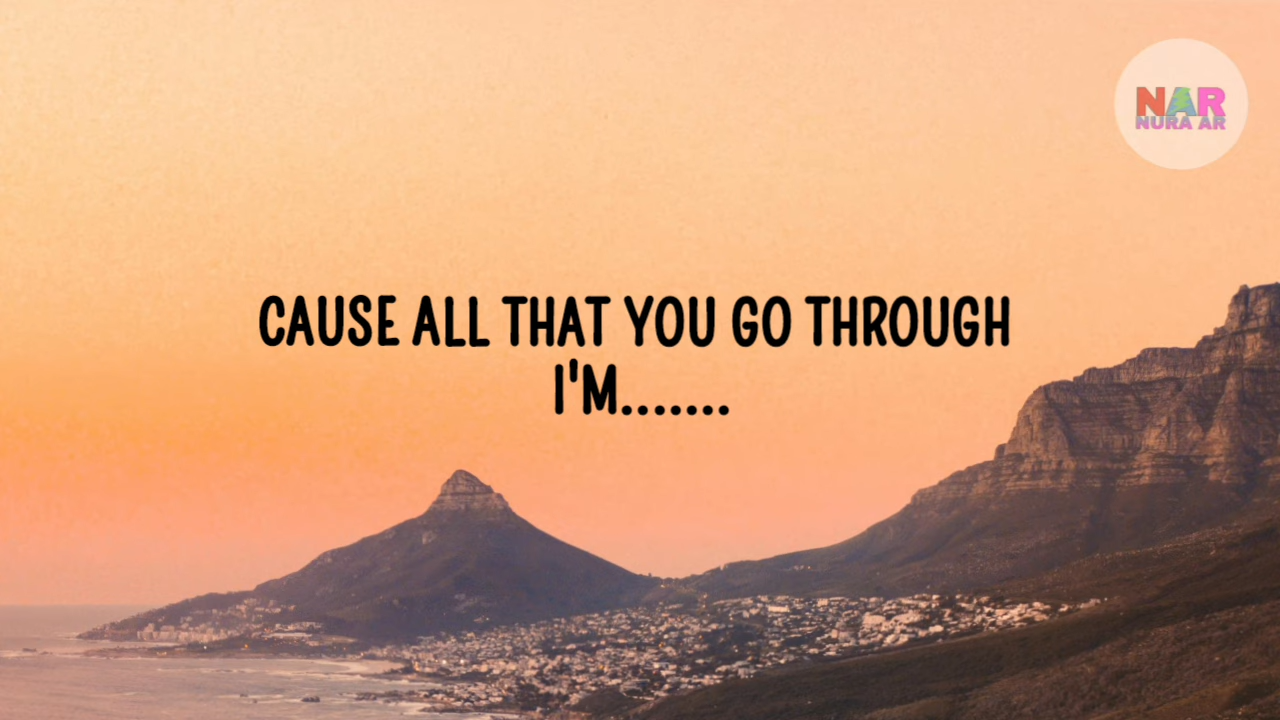 NAR
NURA AR
CAUSE ALL THAT YOU GO THROUGH
I'M.......